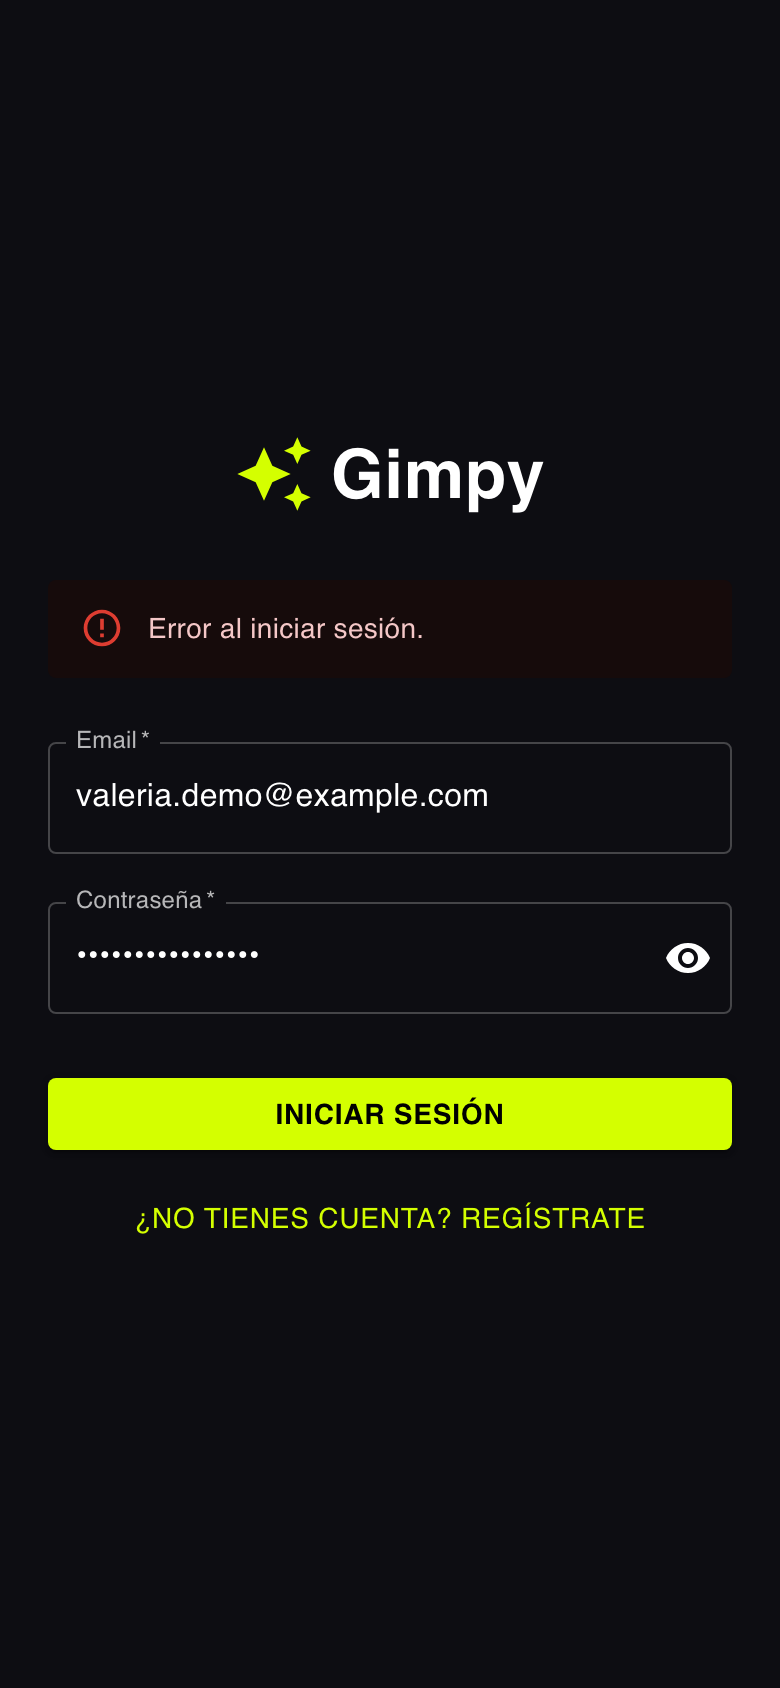 Gimpy
Error al iniciar sesión.
Email *
valeria.demo@example.com
Contraseña *
••••••••••••••••
INICIAR SESIÓN
¿NO TIENES CUENTA? REGÍSTRATE